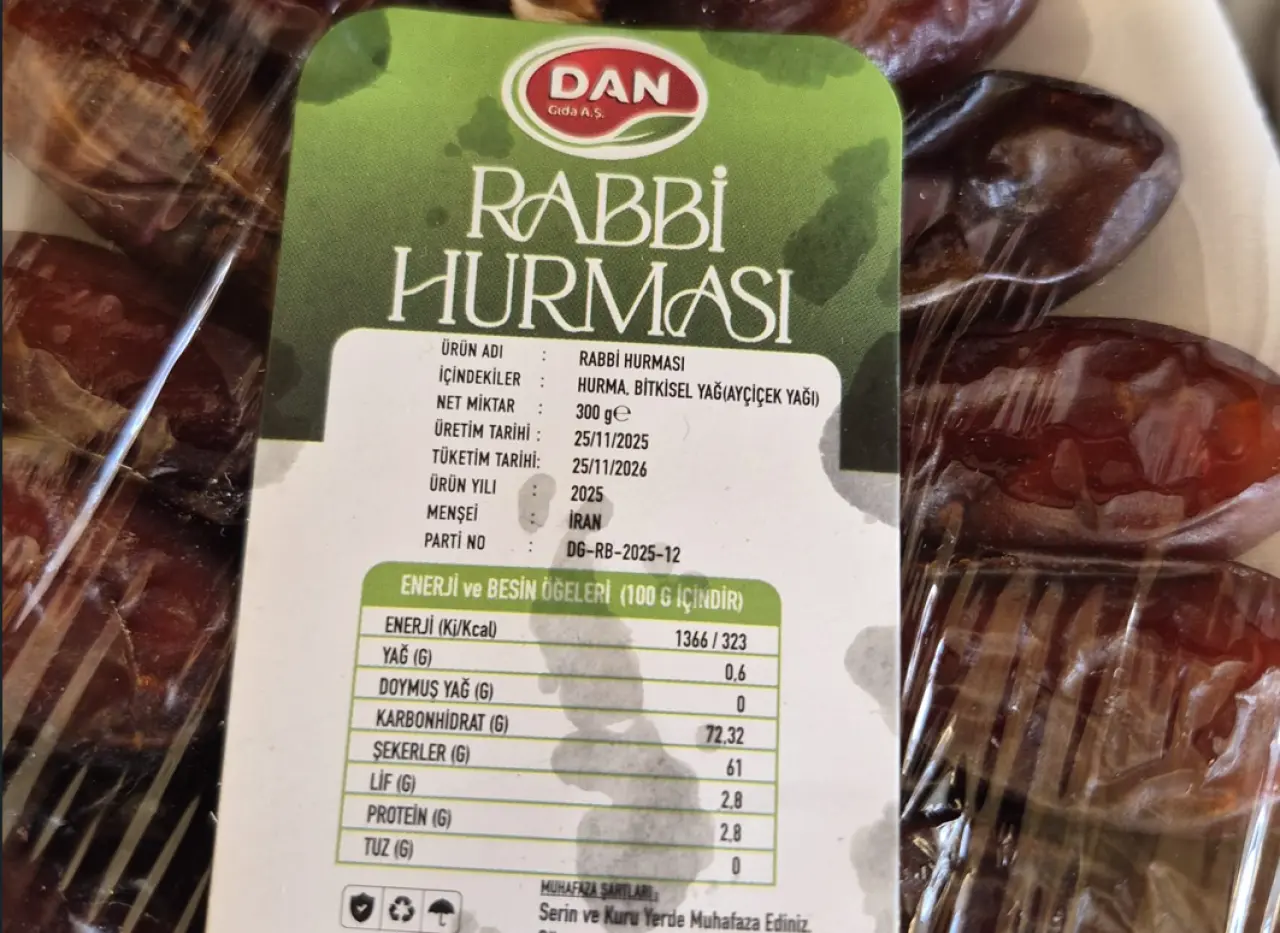 DAN
Gıda A.Ş.
RABBİ
HURMASI
ÜRÜN ADI : RABBİ HURMASI
İÇİNDEKİLER : HURMA, BİTKİSEL YAĞ(AYÇİÇEK YAĞI)
NET MİKTAR : 300 g℮
ÜRETİM TARİHİ : 25/11/2025
TÜKETİM TARİHİ: 25/11/2026
ÜRÜN YILI : 2025
MENŞEİ : İRAN
PARTİ NO : DG-RB-2025-12
ENERJİ ve BESİN ÖĞELERİ (100 G İÇİNDİR)
ENERJİ (Kj/Kcal) 1366 / 323
YAĞ (G) 0,6
DOYMUŞ YAĞ (G) 0
KARBONHİDRAT (G) 72,32
ŞEKERLER (G) 61
LİF (G) 2,8
PROTEİN (G) 2,8
TUZ (G) 0
MUHAFAZA ŞARTLARI:
Serin ve Kuru Yerde Muhafaza Ediniz.